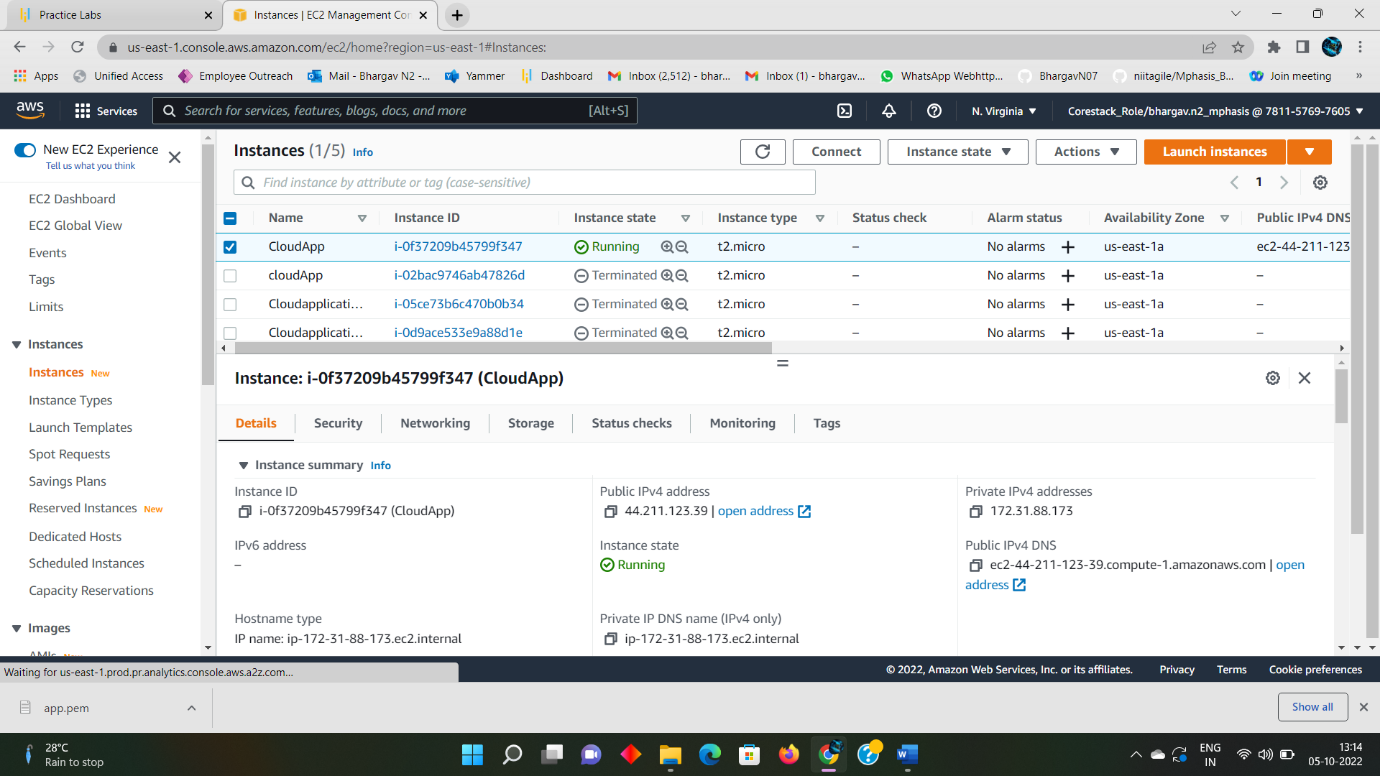 Practice Labs
Instances | EC2 Management Con
us-east-1.console.aws.amazon.com/ec2/home?region=us-east-1#Instances:
Apps Unified Access Employee Outreach Mail - Bhargav N2 -... Yammer Dashboard Inbox (2,512) - bhar... Inbox (1) - bhargav... WhatsApp Webhttp... BhargavN07 niitagile/Mphasis_B... Join meeting »
aws Services Search for services, features, blogs, docs, and more [Alt+S] N. Virginia Corestack_Role/bhargav.n2_mphasis @ 7811-5769-7605
New EC2 Experience
Tell us what you think
EC2 Dashboard
EC2 Global View
Events
Tags
Limits
Instances
Instances New
Instance Types
Launch Templates
Spot Requests
Savings Plans
Reserved Instances New
Dedicated Hosts
Scheduled Instances
Capacity Reservations
Images
AMIs New
Instances (1/5) Info Connect Instance state Actions Launch instances
Find instance by attribute or tag (case-sensitive) 1
Name Instance ID Instance state Instance type Status check Alarm status Availability Zone Public IPv4 DNS
CloudApp i-0f37209b45799f347 Running t2.micro – No alarms + us-east-1a ec2-44-211-123
cloudApp i-02bac9746ab47826d Terminated t2.micro – No alarms + us-east-1a –
Cloudapplicati... i-05ce73b6c470b0b34 Terminated t2.micro – No alarms + us-east-1a –
Cloudapplicati... i-0d9ace533e9a88d1e Terminated t2.micro – No alarms + us-east-1a –
Instance: i-0f37209b45799f347 (CloudApp)
Details Security Networking Storage Status checks Monitoring Tags
Instance summary Info
Instance ID Public IPv4 address Private IPv4 addresses
i-0f37209b45799f347 (CloudApp) 44.211.123.39 | open address 172.31.88.173
IPv6 address Instance state Public IPv4 DNS
– Running ec2-44-211-123-39.compute-1.amazonaws.com | open
address
Hostname type Private IP DNS name (IPv4 only)
IP name: ip-172-31-88-173.ec2.internal ip-172-31-88-173.ec2.internal
Waiting for us-east-1.prod.pr.analytics.console.aws.a2z.com...
© 2022, Amazon Web Services, Inc. or its affiliates. Privacy Terms Cookie preferences
app.pem Show all
28°C
Rain to stop
ENG
IN
13:14
05-10-2022